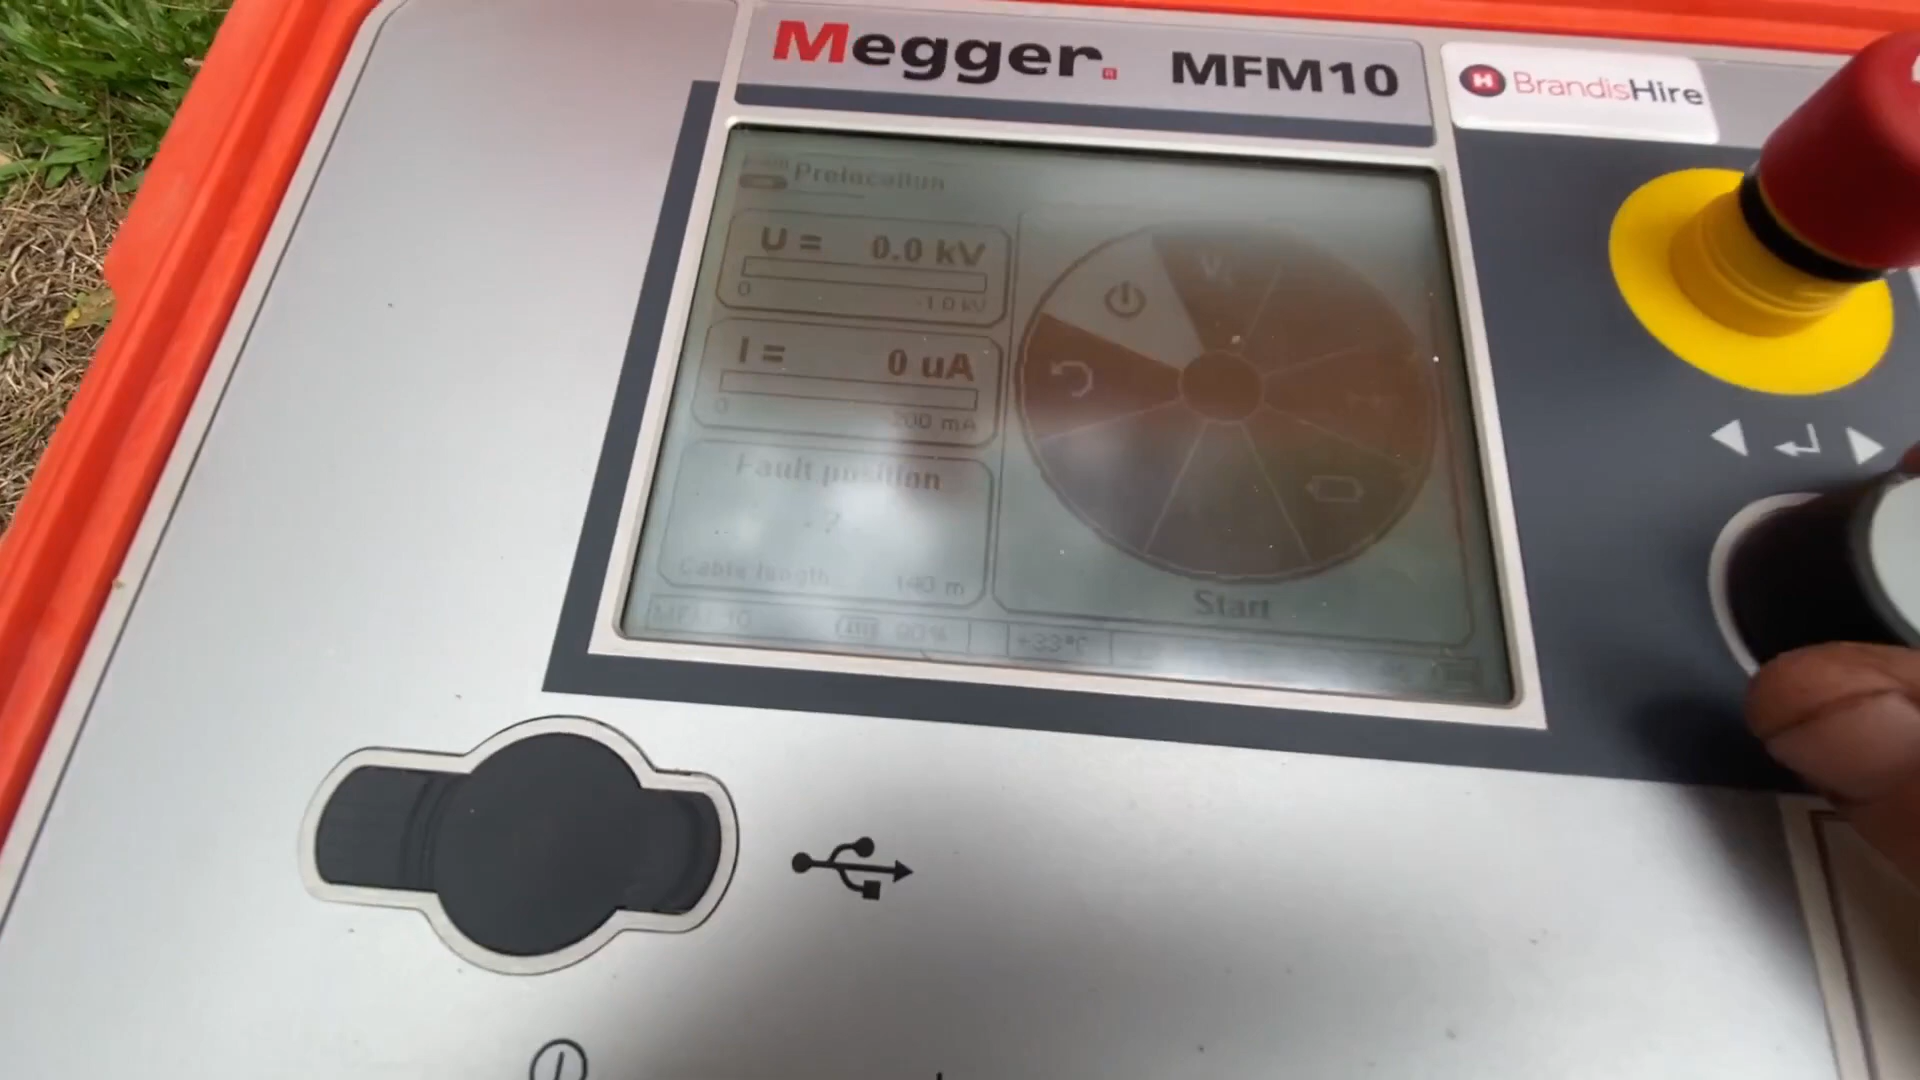 Megger. MFM10
BrandisHire
Prelocation
U = 0.0 kV
0
I = 0 uA
0 200 mA
Fault position
Cable length 140 m
+33°C
Start